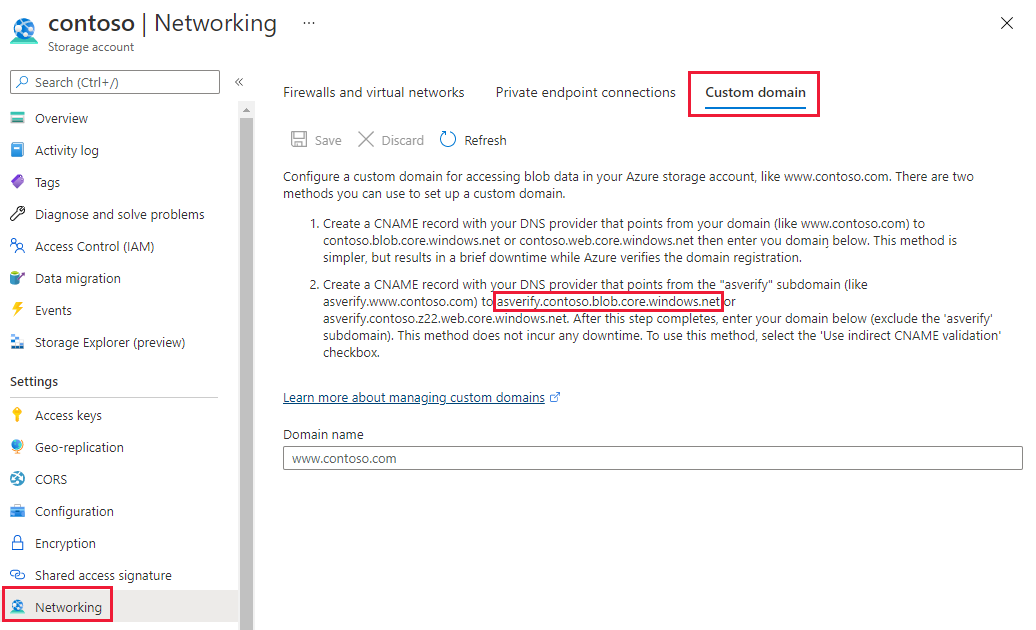 contoso | Networking ...
Storage account
Search (Ctrl+/)
«
Overview
Activity log
Tags
Diagnose and solve problems
Access Control (IAM)
Data migration
Events
Storage Explorer (preview)
Settings
Access keys
Geo-replication
CORS
Configuration
Encryption
Shared access signature
Networking
Firewalls and virtual networks
Private endpoint connections
Custom domain
Save
Discard
Refresh
Configure a custom domain for accessing blob data in your Azure storage account, like www.contoso.com. There are two
methods you can use to set up a custom domain.
1. Create a CNAME record with your DNS provider that points from your domain (like www.contoso.com) to
contoso.blob.core.windows.net or contoso.web.core.windows.net then enter you domain below. This method is
simpler, but results in a brief downtime while Azure verifies the domain registration.
2. Create a CNAME record with your DNS provider that points from the "asverify" subdomain (like
asverify.www.contoso.com) to asverify.contoso.blob.core.windows.net or
asverify.contoso.z22.web.core.windows.net. After this step completes, enter your domain below (exclude the 'asverify'
subdomain). This method does not incur any downtime. To use this method, select the 'Use indirect CNAME validation'
checkbox.
Learn more about managing custom domains
Domain name
www.contoso.com